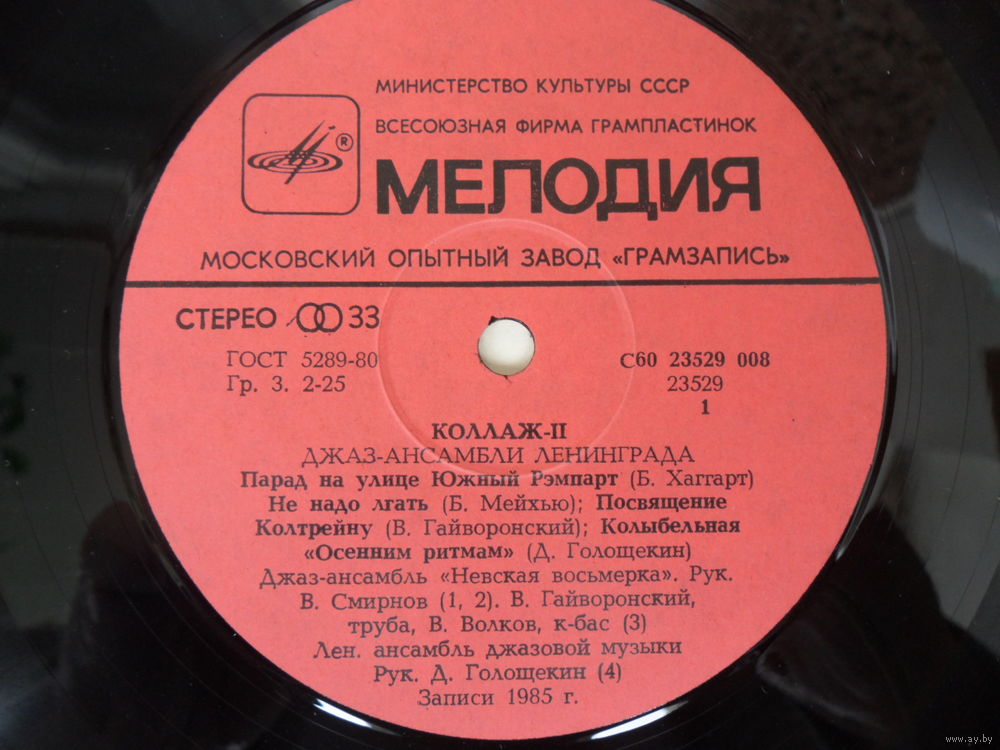 МИНИСТЕРСТВО КУЛЬТУРЫ СССР
ВСЕСОЮЗНАЯ ФИРМА ГРАМПЛАСТИНОК
®
МЕЛОДИЯ
МОСКОВСКИЙ ОПЫТНЫЙ ЗАВОД «ГРАМЗАПИСЬ»
СТЕРЕО 33
ГОСТ 5289-80 С60 23529 008
Гр. 3. 2-25 23529
1
КОЛЛАЖ-II
ДЖАЗ-АНСАМБЛИ ЛЕНИНГРАДА
Парад на улице Южный Рэмпарт (Б. Хаггарт)
Не надо лгать (Б. Мейхью); Посвящение
Колтрейну (В. Гайворонский); Колыбельная
«Осенним ритмам» (Д. Голощекин)
Джаз-ансамбль «Невская восьмерка». Рук.
В. Смирнов (1, 2). В. Гайворонский,
труба, В. Волков, к-бас (3)
Лен. ансамбль джазовой музыки
Рук. Д. Голощекин (4)
Записи 1985 г.
www.ay.by